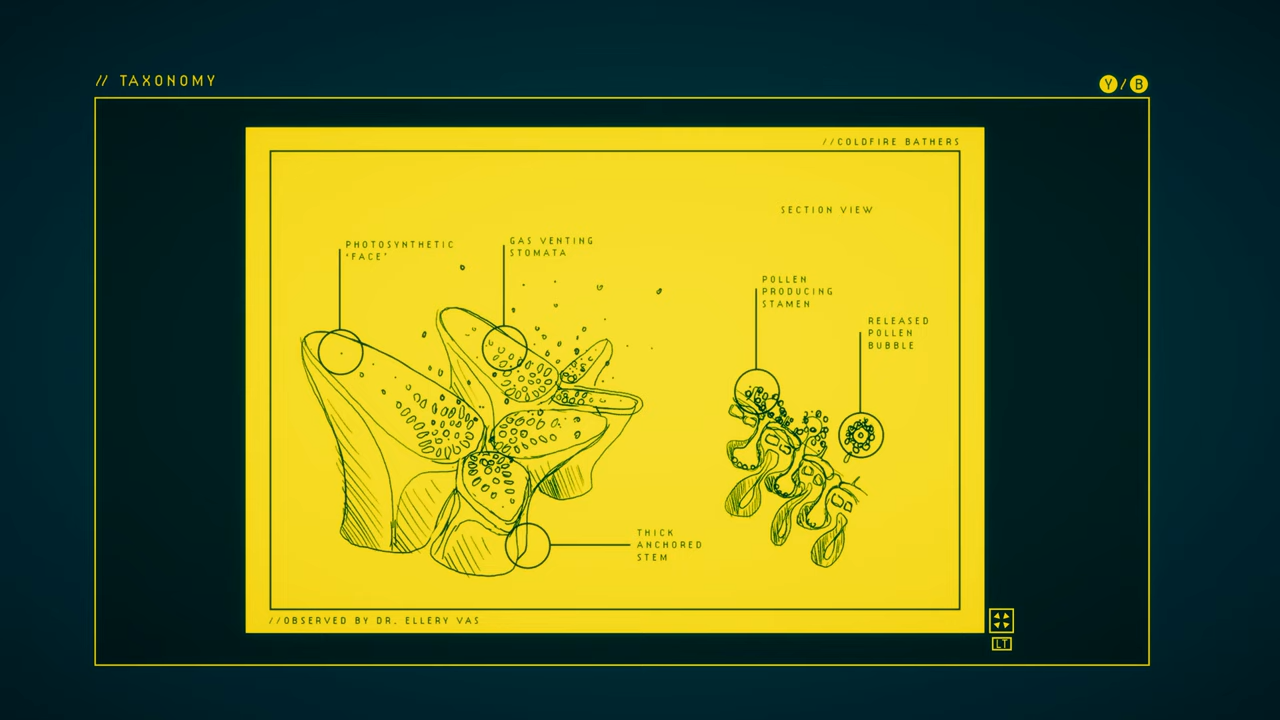 // TAXONOMY
Y / B
//COLDFIRE BATHERS
SECTION VIEW
PHOTOSYNTHETIC
'FACE'
GAS VENTING
STOMATA
POLLEN
PRODUCING
STAMEN
RELEASED
POLLEN
BUBBLE
THICK
ANCHORED
STEM
//OBSERVED BY DR. ELLERY VAS
LT